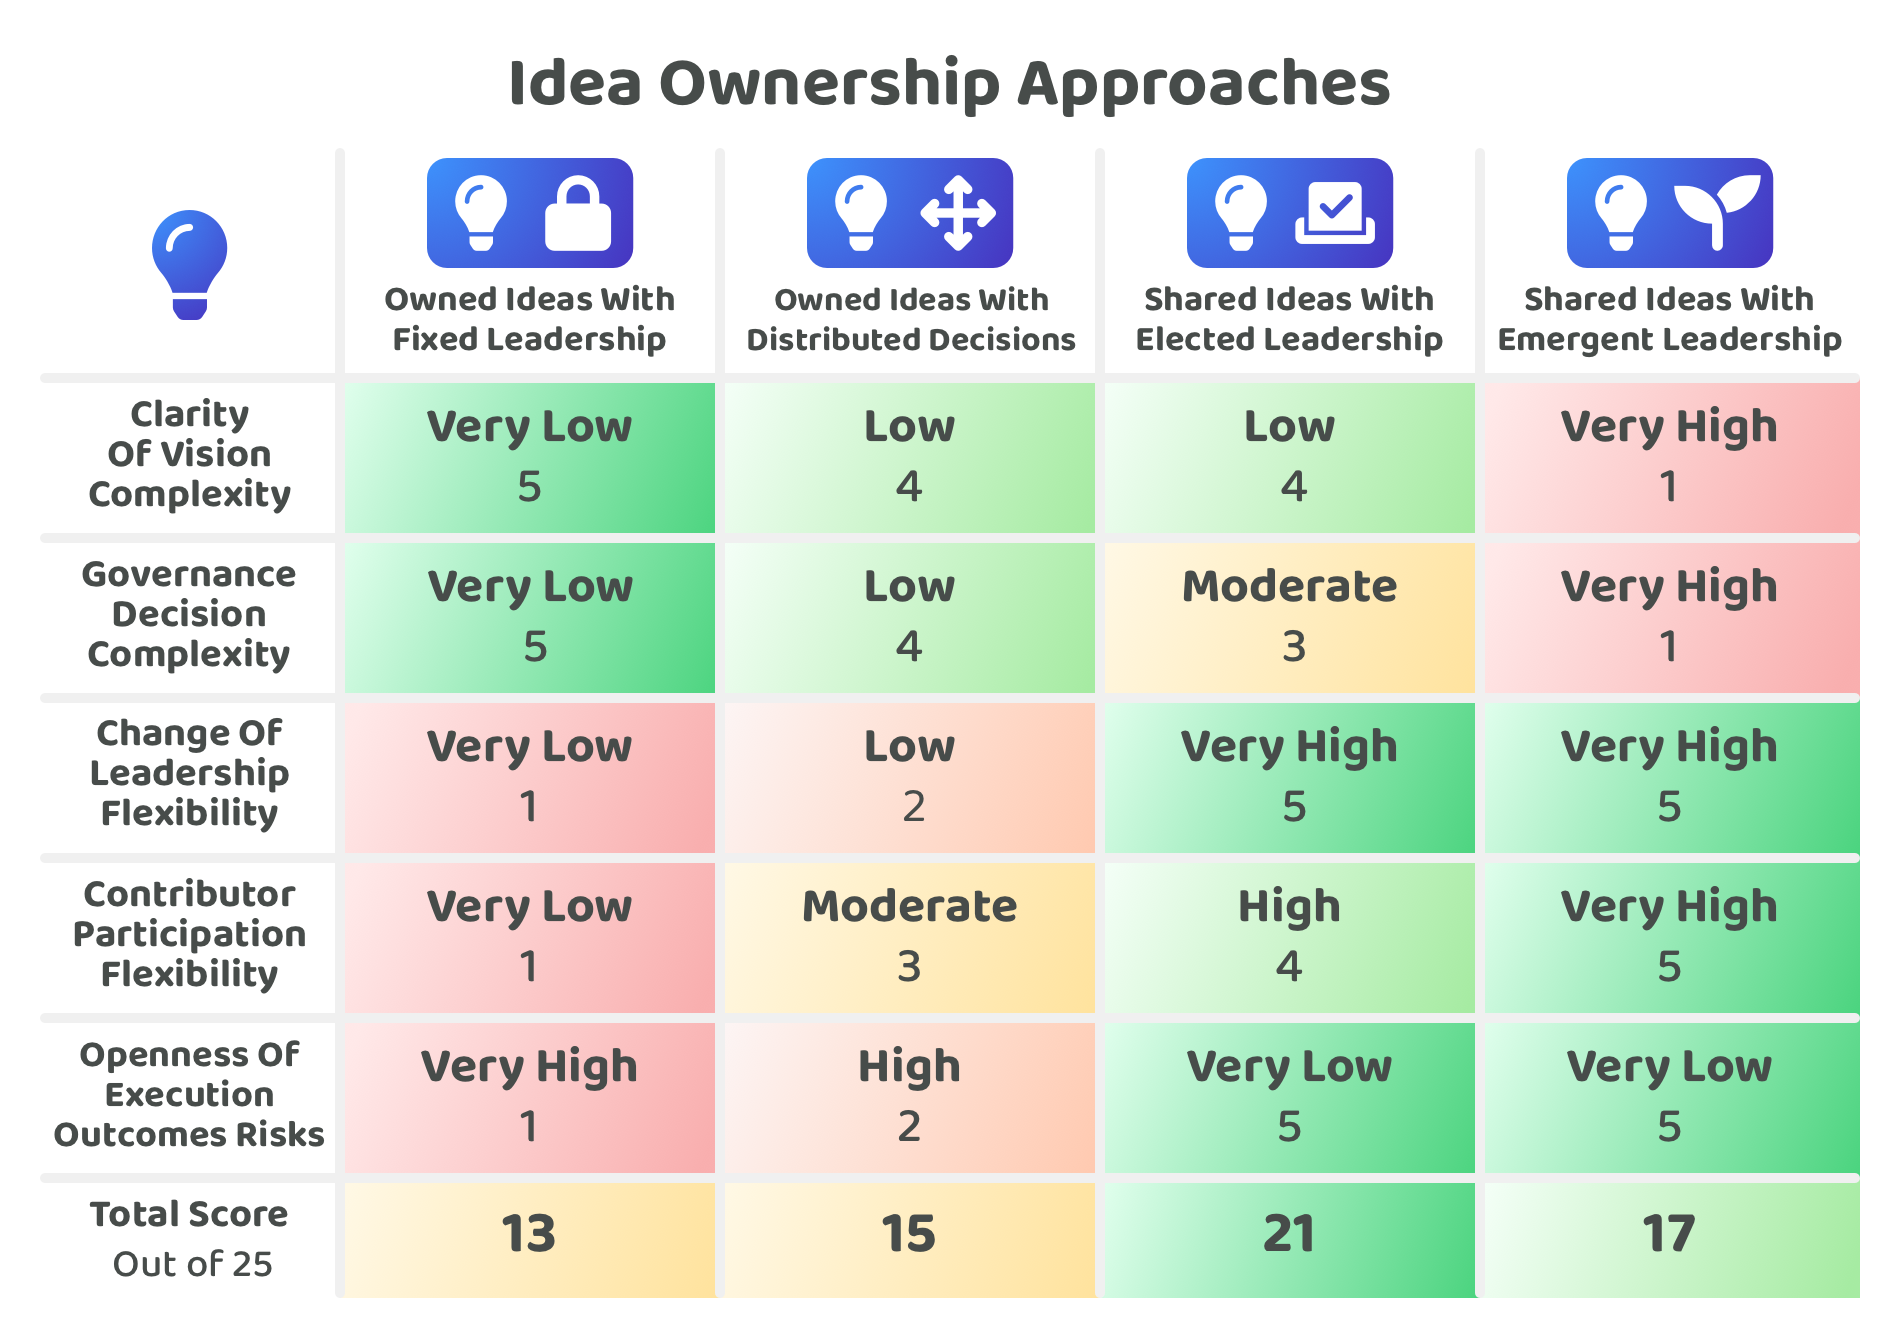 Idea Ownership Approaches
Owned Ideas With
Fixed Leadership
Owned Ideas With
Distributed Decisions
Shared Ideas With
Elected Leadership
Shared Ideas With
Emergent Leadership
Clarity
Of Vision
Complexity
Very Low
5
Low
4
Low
4
Very High
1
Governance
Decision
Complexity
Very Low
5
Low
4
Moderate
3
Very High
1
Change Of
Leadership
Flexibility
Very Low
1
Low
2
Very High
5
Very High
5
Contributor
Participation
Flexibility
Very Low
1
Moderate
3
High
4
Very High
5
Openness Of
Execution
Outcomes Risks
Very High
1
High
2
Very Low
5
Very Low
5
Total Score
Out of 25
13
15
21
17